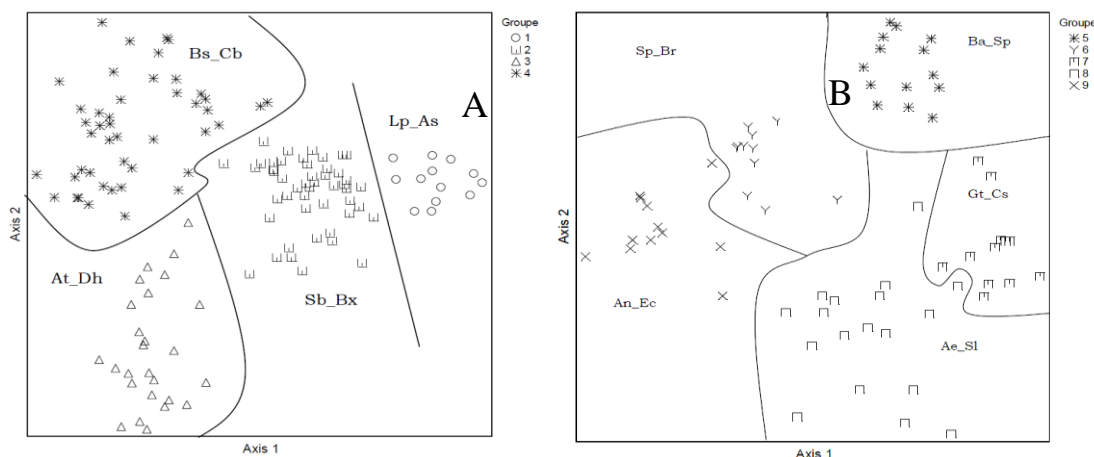 Groupe
1
2
3
4
A
Bs_Cb
Lp_As
At_Dh
Sb_Bx
Axis 2
Axis 1
Groupe
5
6
7
8
9
B
Sp_Br
Ba_Sp
Gt_Cs
An_Ec
Ae_Sl
Axis 2
Axis 1